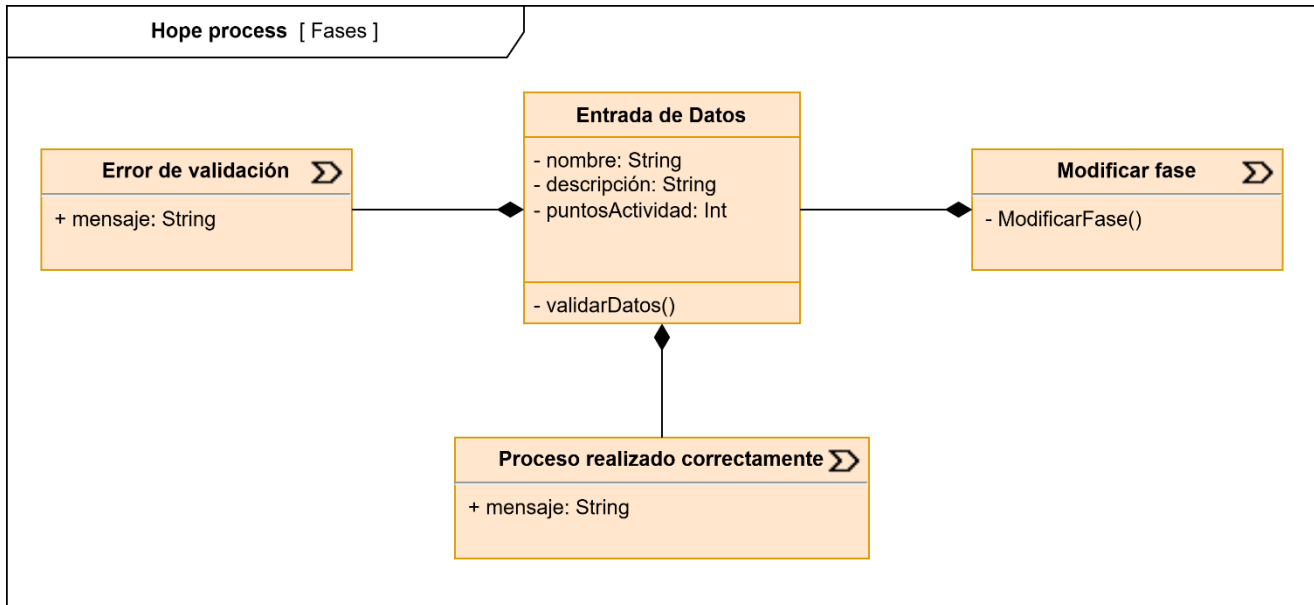 Hope process [ Fases ]
Entrada de Datos
- nombre: String
- descripción: String
- puntosActividad: Int
- validarDatos()
Error de validación
+ mensaje: String
Modificar fase
- ModificarFase()
Proceso realizado correctamente
+ mensaje: String